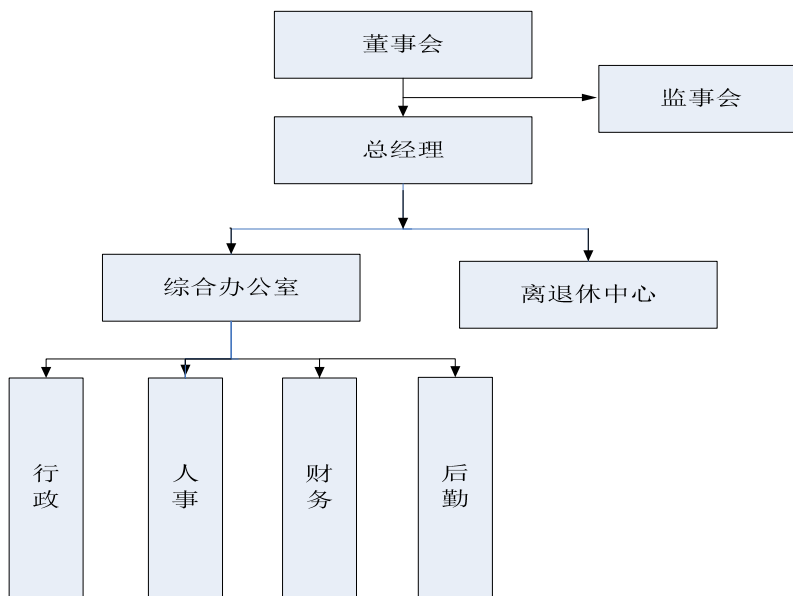 董事会
监事会
总经理
综合办公室
离退休中心
行政
人事
财务
后勤